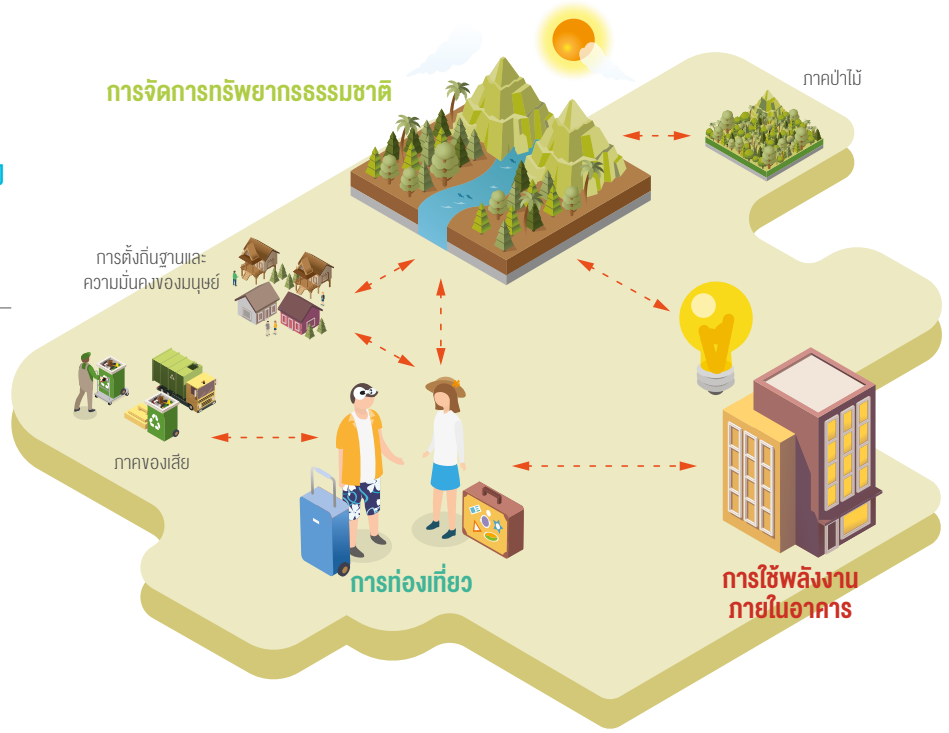 การจัดการทรัพยากรธรรมชาติ
ภาคป่าไม้
การตั้งถิ่นฐานและ
ความมั่นคงของมนุษย์
ภาคของเสีย
การท่องเที่ยว
การใช้พลังงาน
ภายในอาคาร